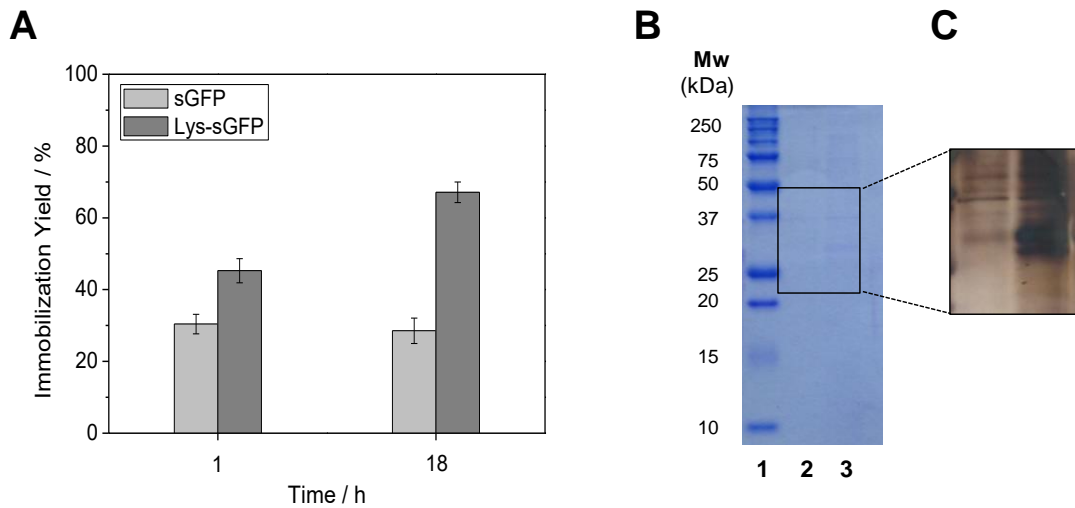 A
Immobilization Yield / %
100
80
60
40
20
0
sGFP
Lys-sGFP
1
18
Time / h
B
Mw
(kDa)
250
75
50
37
25
20
15
10
1 2 3
C